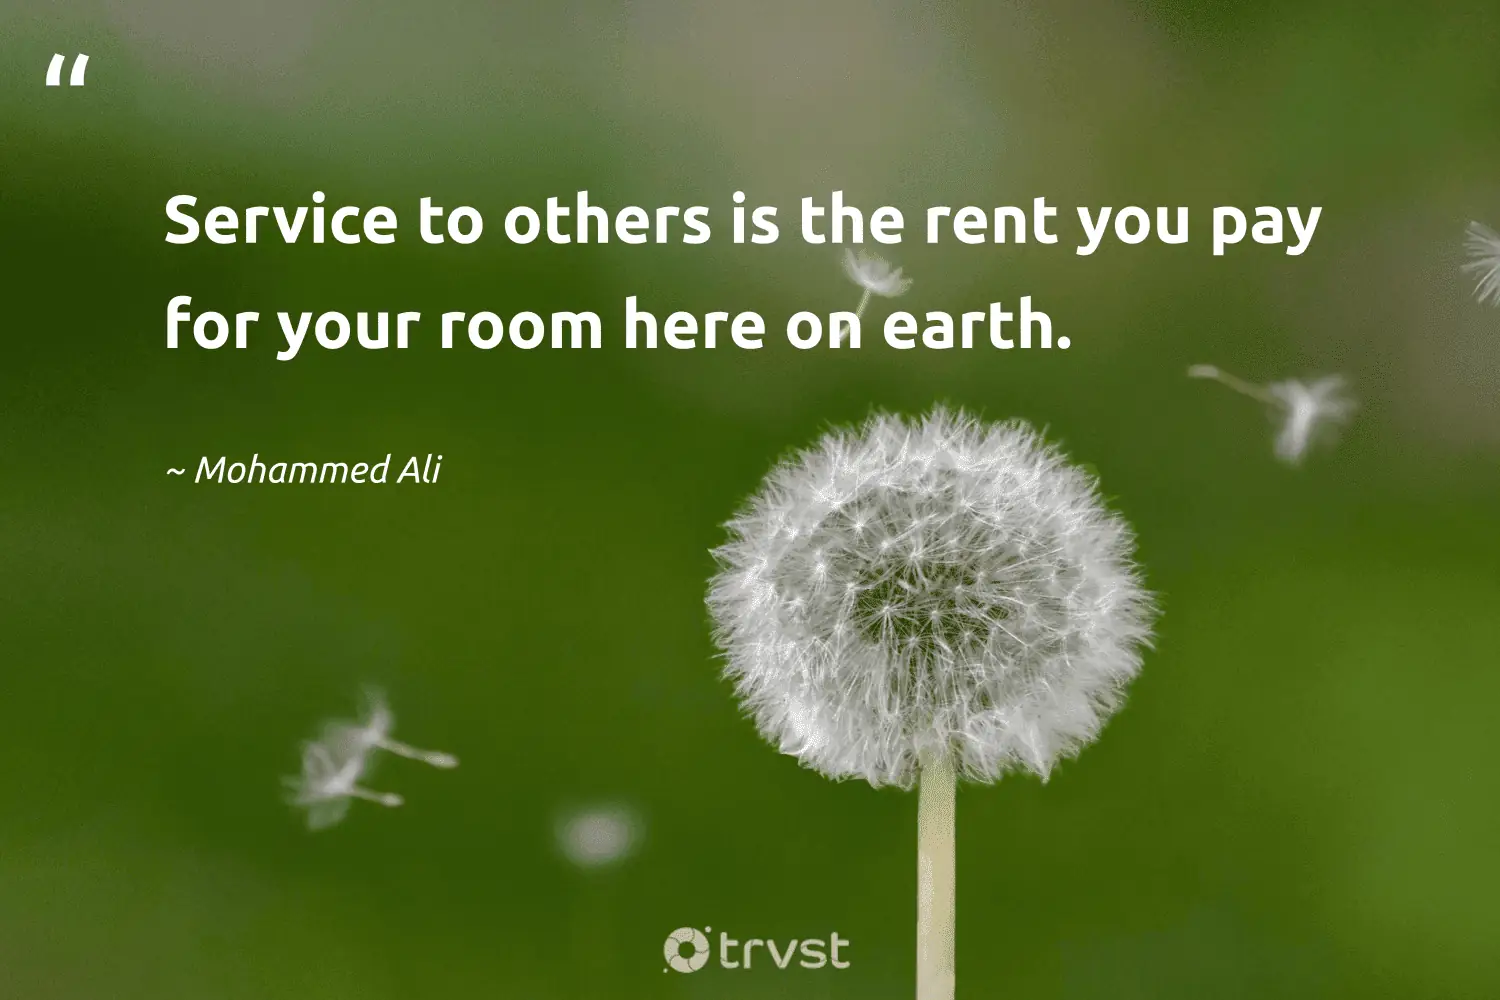 “
Service to others is the rent you pay
for your room here on earth.
~ Mohammed Ali
trvst